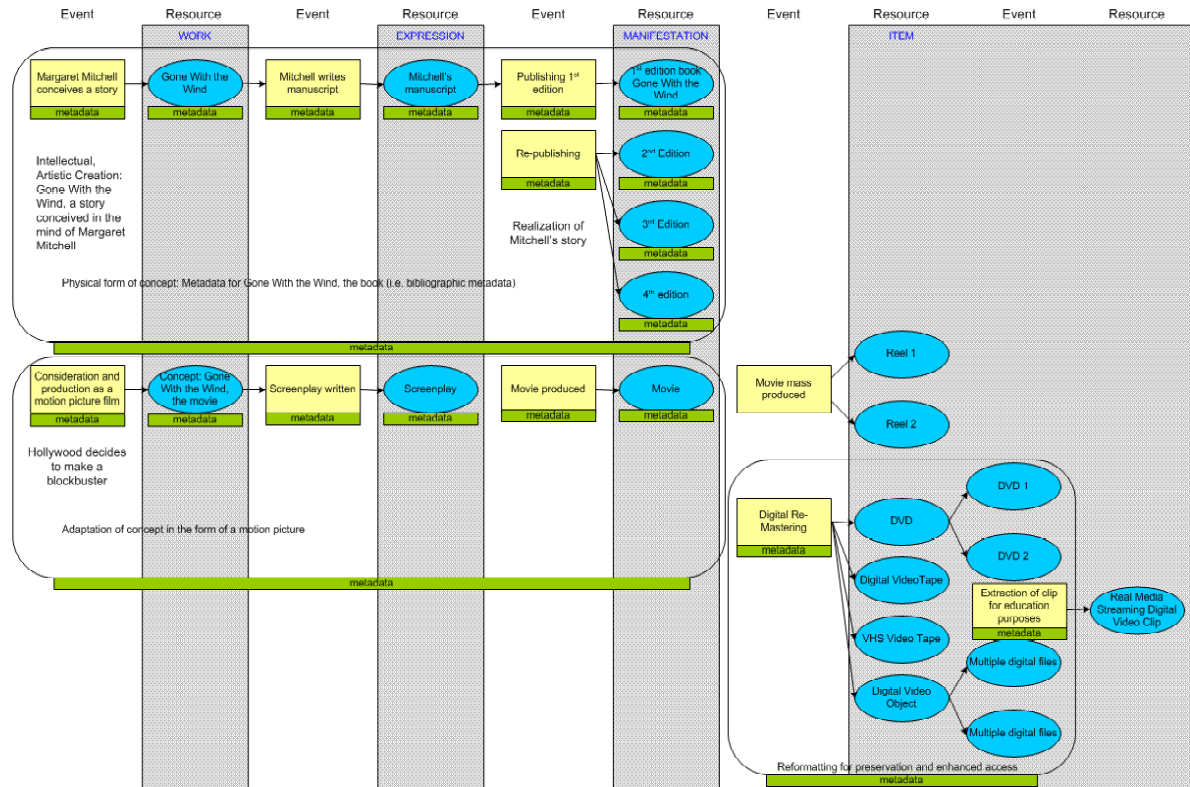 Event Resource Event Resource Event Resource Event Resource Event Resource
WORK EXPRESSION MANIFESTATION ITEM
Margaret Mitchell
conceives a story
metadata
Gone With the
Wind
metadata
Mitchell writes
manuscript
metadata
Mitchell's
manuscript
metadata
Publishing 1st
edition
metadata
1st edition book
Gone With the
Wind
metadata
Re-publishing
metadata
2nd Edition
metadata
3rd Edition
metadata
4th edition
metadata
Intellectual,
Artistic Creation:
Gone With the
Wind, a story
conceived in the
mind of Margaret
Mitchell
Realization of
Mitchell's story
Physical form of concept: Metadata for Gone With the Wind, the book (i.e. bibliographic metadata)
metadata
Consideration and
production as a
motion picture film
metadata
Concept: Gone
With the Wind,
the movie
metadata
Screenplay written
metadata
Screenplay
metadata
Movie produced
metadata
Movie
metadata
Hollywood decides
to make a
blockbuster
Adaptation of concept in the form of a motion picture
metadata
Movie mass
produced
Reel 1
Reel 2
Digital Re-
Mastering
metadata
DVD
DVD 1
DVD 2
Digital VideoTape
Extraction of clip
for education
purposes
metadata
Real Media
Streaming Digital
Video Clip
VHS Video Tape
Digital Video
Object
Multiple digital files
Multiple digital files
Reformatting for preservation and enhanced access
metadata